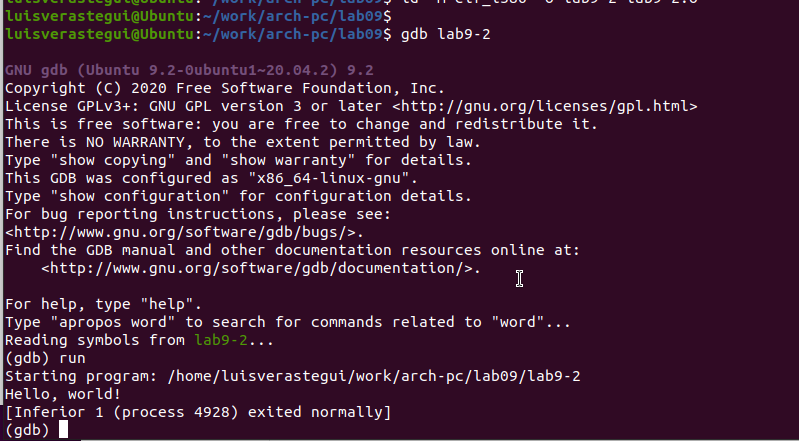 luisverastegui@Ubuntu:~/work/arch-pc/lab09$
luisverastegui@Ubuntu:~/work/arch-pc/lab09$ gdb lab9-2
GNU gdb (Ubuntu 9.2-0ubuntu1~20.04.2) 9.2
Copyright (C) 2020 Free Software Foundation, Inc.
License GPLv3+: GNU GPL version 3 or later <http://gnu.org/licenses/gpl.html>
This is free software: you are free to change and redistribute it.
There is NO WARRANTY, to the extent permitted by law.
Type "show copying" and "show warranty" for details.
This GDB was configured as "x86_64-linux-gnu".
Type "show configuration" for configuration details.
For bug reporting instructions, please see:
<http://www.gnu.org/software/gdb/bugs/>.
Find the GDB manual and other documentation resources online at:
    <http://www.gnu.org/software/gdb/documentation/>.
For help, type "help".
Type "apropos word" to search for commands related to "word"...
Reading symbols from lab9-2...
(gdb) run
Starting program: /home/luisverastegui/work/arch-pc/lab09/lab9-2
Hello, world!
[Inferior 1 (process 4928) exited normally]
(gdb)